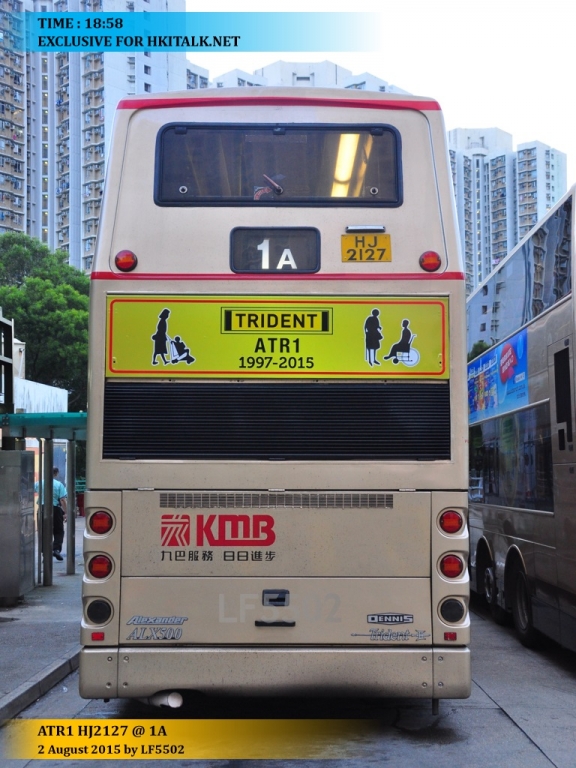 TIME : 18:58
EXCLUSIVE FOR HKITALK.NET
1A
HJ
2127
TRIDENT
ATR1
1997-2015
KMB
九巴服務 日日進步
Alexander
ALX500
DENNIS
Trident
ATR1 HJ2127 @ 1A
2 August 2015 by LF5502